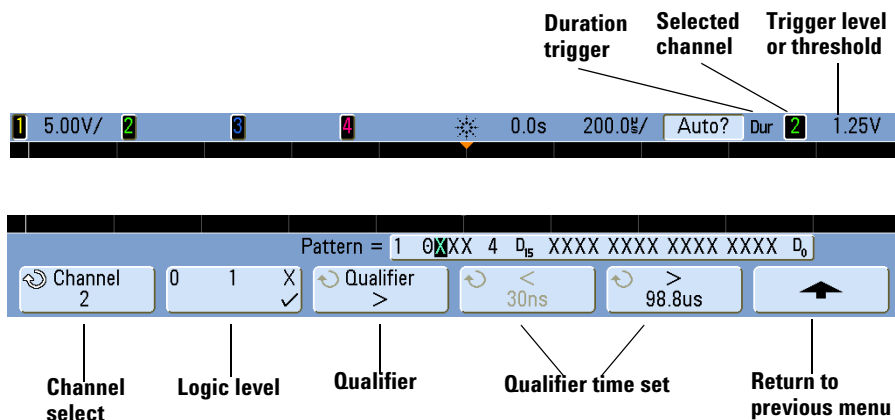 Duration trigger
Selected channel
Trigger level or threshold
1 5.00V/ 2 3 4 0.0s 200.0㎲/ Auto? Dur 2 1.25V
Pattern = 1 0XXX 4 D15 XXXX XXXX XXXX XXXX D0
Channel
2
0 1 X
✓
Qualifier
>
<
30ns
>
98.8us
Channel select
Logic level
Qualifier
Qualifier time set
Return to previous menu